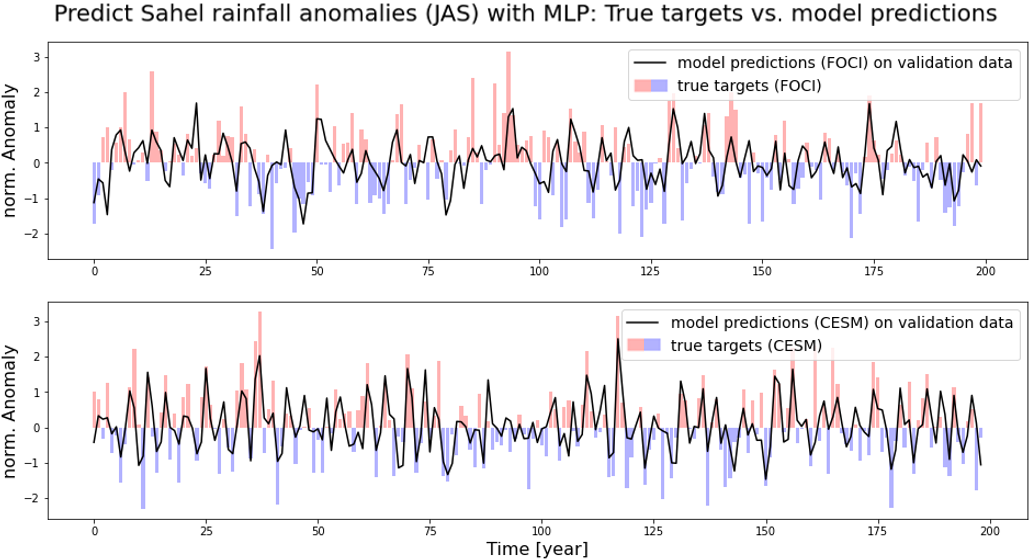 Predict Sahel rainfall anomalies (JAS) with MLP: True targets vs. model predictions
norm. Anomaly
3
2
1
0
−1
−2
model predictions (FOCI) on validation data
true targets (FOCI)
0 25 50 75 100 125 150 175 200
norm. Anomaly
3
2
1
0
−1
−2
model predictions (CESM) on validation data
true targets (CESM)
0 25 50 75 100 125 150 175 200
Time [year]